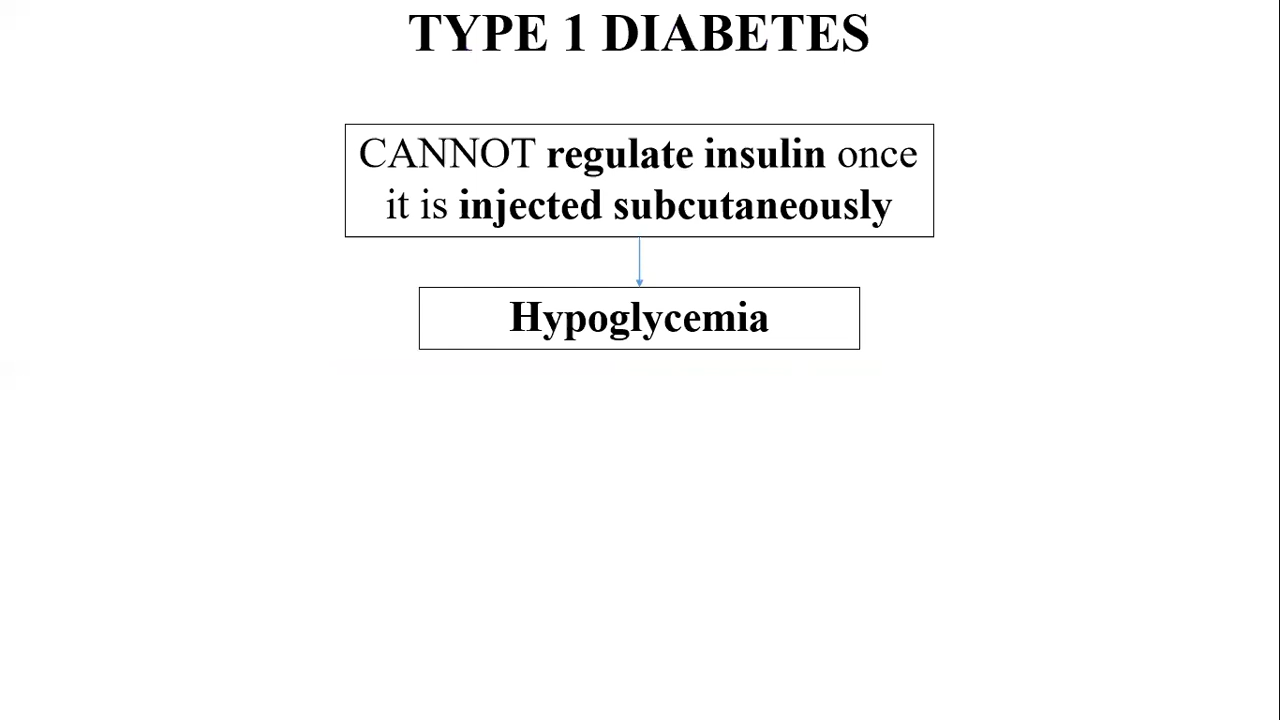 TYPE 1 DIABETES
CANNOT regulate insulin once
it is injected subcutaneously
Hypoglycemia